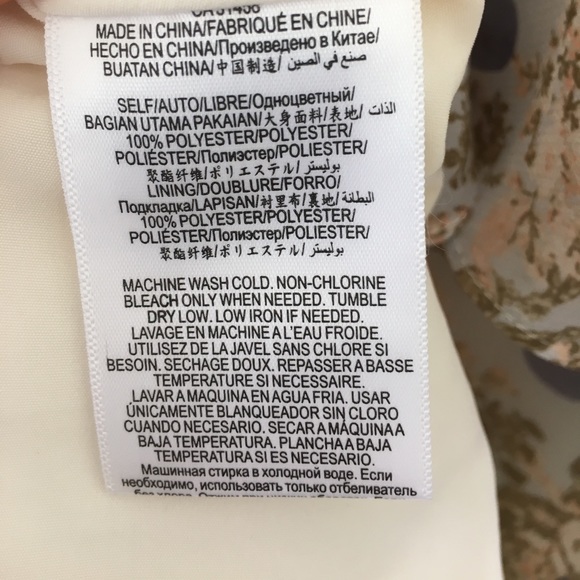 MADE IN CHINA/FABRIQUÉ EN CHINE/
HECHO EN CHINA/Произведено в Китае/
BUATAN CHINA/中国制造/ صنع في الصين/
SELF/AUTO/LIBRE/Одноцветный/
BAGIAN UTAMA PAKAIAN/大身面料/表地/ الذات/
100% POLYESTER/POLYESTER/
POLIÉSTER/Полиэстер/POLIESTER/
聚酯纤维/ポリエステル/ بوليستر/
LINING/DOUBLURE/FORRO/
Подкладка/LAPISAN/衬里布/裏地/ البطانة/
100% POLYESTER/POLYESTER/
POLIÉSTER/Полиэстер/POLIESTER/
聚酯纤维/ポリエステル/ بوليستر/
MACHINE WASH COLD. NON-CHLORINE
BLEACH ONLY WHEN NEEDED. TUMBLE
DRY LOW. LOW IRON IF NEEDED.
LAVAGE EN MACHINE A L'EAU FROIDE.
UTILISEZ DE LA JAVEL SANS CHLORE SI
BESOIN. SECHAGE DOUX. REPASSER A BASSE
TEMPERATURE SI NECESSAIRE.
LAVAR A MAQUINA EN AGUA FRIA. USAR
ÚNICAMENTE BLANQUEADOR SIN CLORO
CUANDO NECESARIO. SECAR A MÁQUINA A
BAJA TEMPERATURA. PLANCHA A BAJA
TEMPERATURA SI ES NECESARIO.
Машинная стирка в холодной воде. Если
необходимо, использовать только отбеливатель